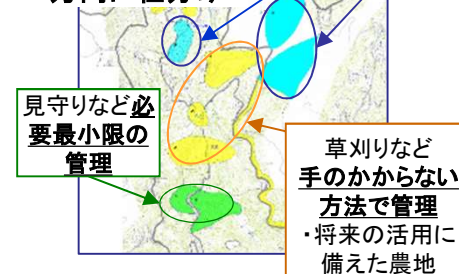 見守りなど必
要最小限の
管理
草刈りなど
手のかからない
方法で管理
・将来の活用に
備えた農地